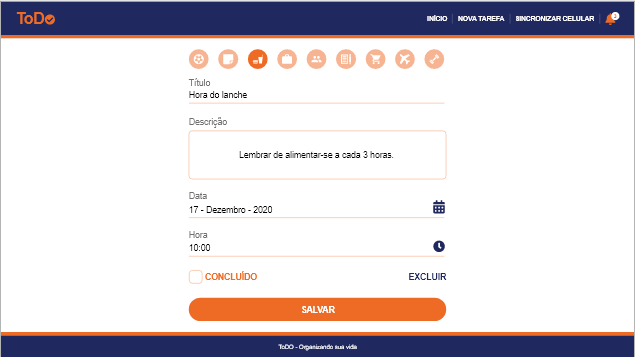 ToDo
INÍCIO | NOVA TAREFA | SINCRONIZAR CELULAR | 2
Título
Hora do lanche
Descrição
Lembrar de alimentar-se a cada 3 horas.
Data
17 - Dezembro - 2020
Hora
10:00
CONCLUÍDO EXCLUIR
SALVAR
ToDO - Organizando sua vida